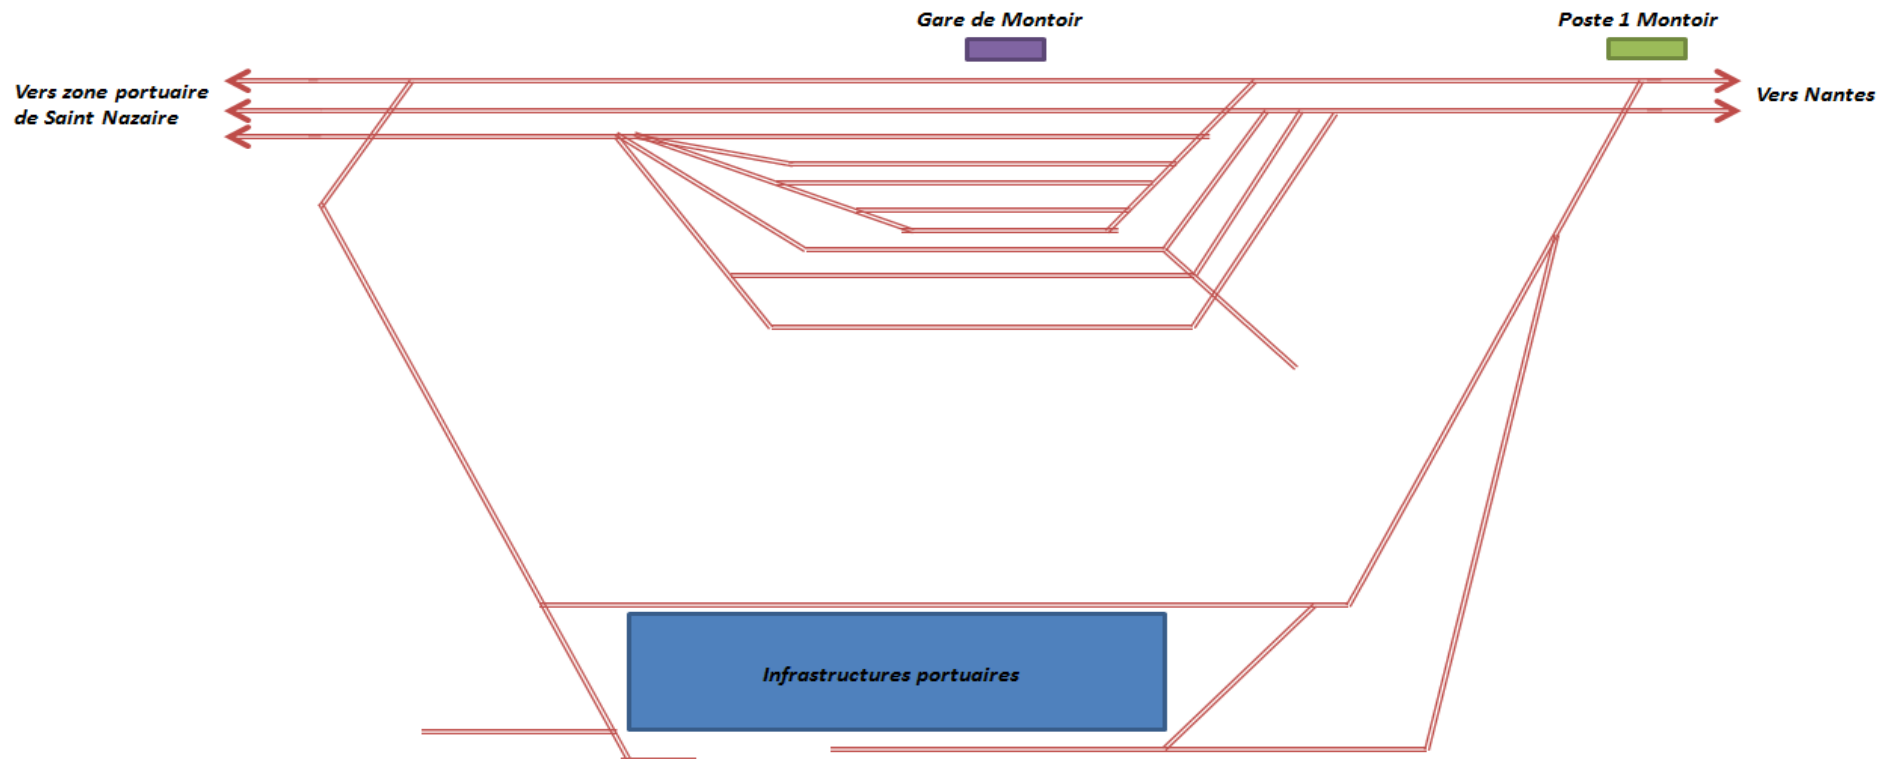 Gare de Montoir
Poste 1 Montoir
Vers zone portuaire
de Saint Nazaire
Vers Nantes
Infrastructures portuaires